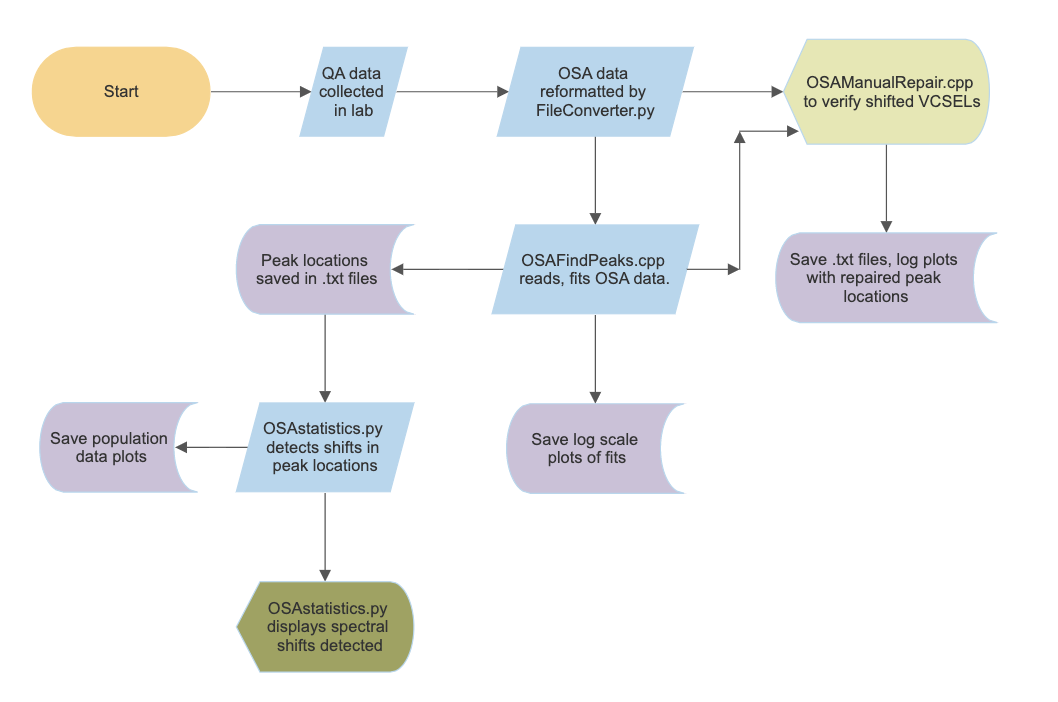 Start
QA data
collected
in lab
OSA data
reformatted by
FileConverter.py
OSAManualRepair.cpp
to verify shifted VCSELs
Peak locations
saved in .txt files
OSAFindPeaks.cpp
reads, fits OSA data.
Save .txt files, log plots
with repaired peak
locations
Save population
data plots
OSAstatistics.py
detects shifts in
peak locations
Save log scale
plots of fits
OSAstatistics.py
displays spectral
shifts detected